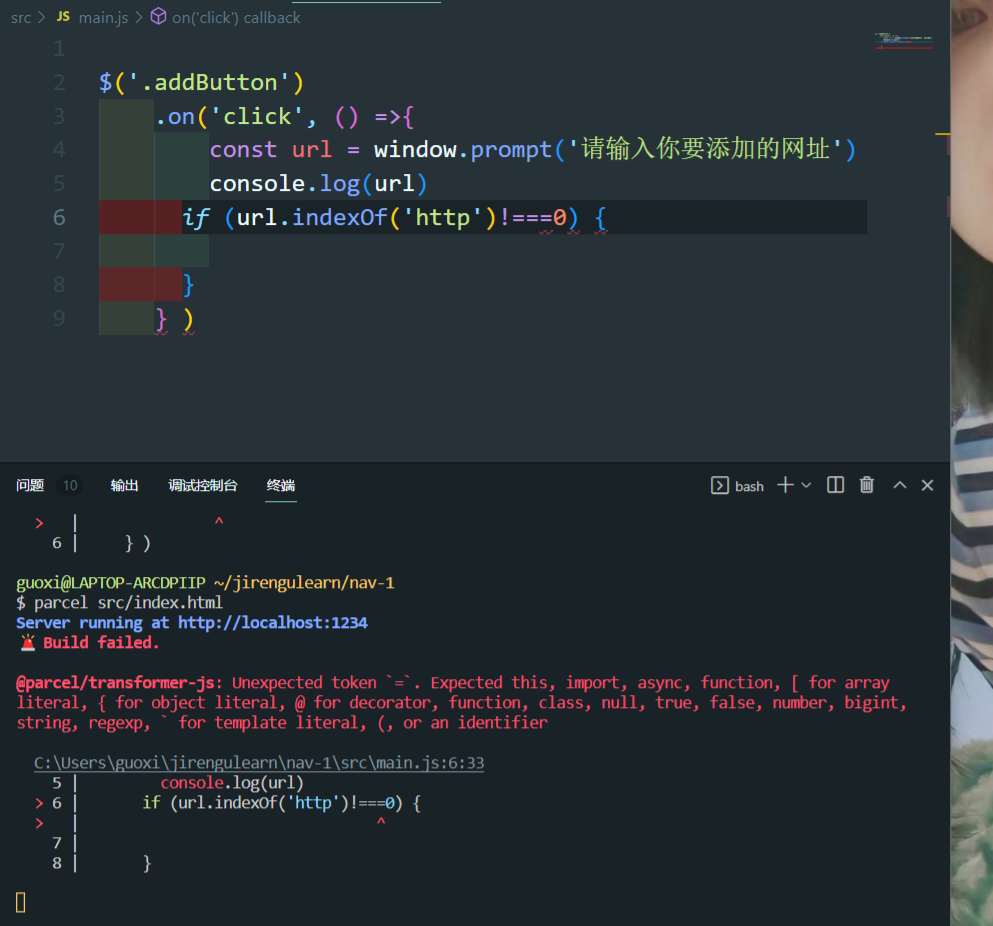 src > JS main.js > on('click') callback
1
2 $('.addButton')
3 .on('click', () =>{
4 const url = window.prompt('请输入你要添加的网址')
5 console.log(url)
6 if (url.indexOf('http')!===0) {
7
8 }
9 } )
问题 10 输出 调试控制台 终端 bash
> |             ^
6 | } )
guoxi@LAPTOP-ARCDPIIP ~/jirengulearn/nav-1
$ parcel src/index.html
Server running at http://localhost:1234
🚨 Build failed.
@parcel/transformer-js: Unexpected token `=`. Expected this, import, async, function, [ for array
literal, { for object literal, @ for decorator, function, class, null, true, false, number, bigint,
string, regexp, ` for template literal, (, or an identifier
C:\Users\guoxi\jirengulearn\nav-1\src\main.js:6:33
5 | console.log(url)
> 6 | if (url.indexOf('http')!===0) {
> |                                 ^
7 |
8 | }